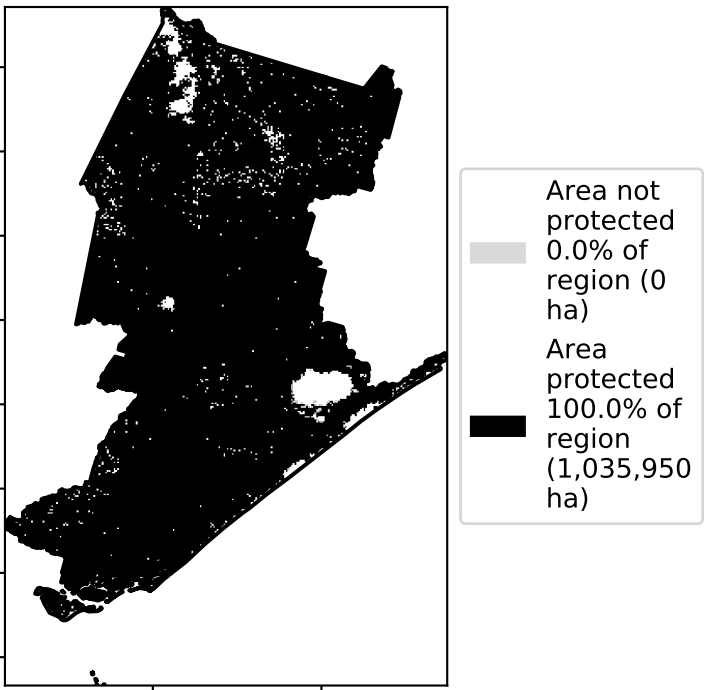 Area not
protected
0.0% of
region (0
ha)
Area
protected
100.0% of
region
(1,035,950
ha)